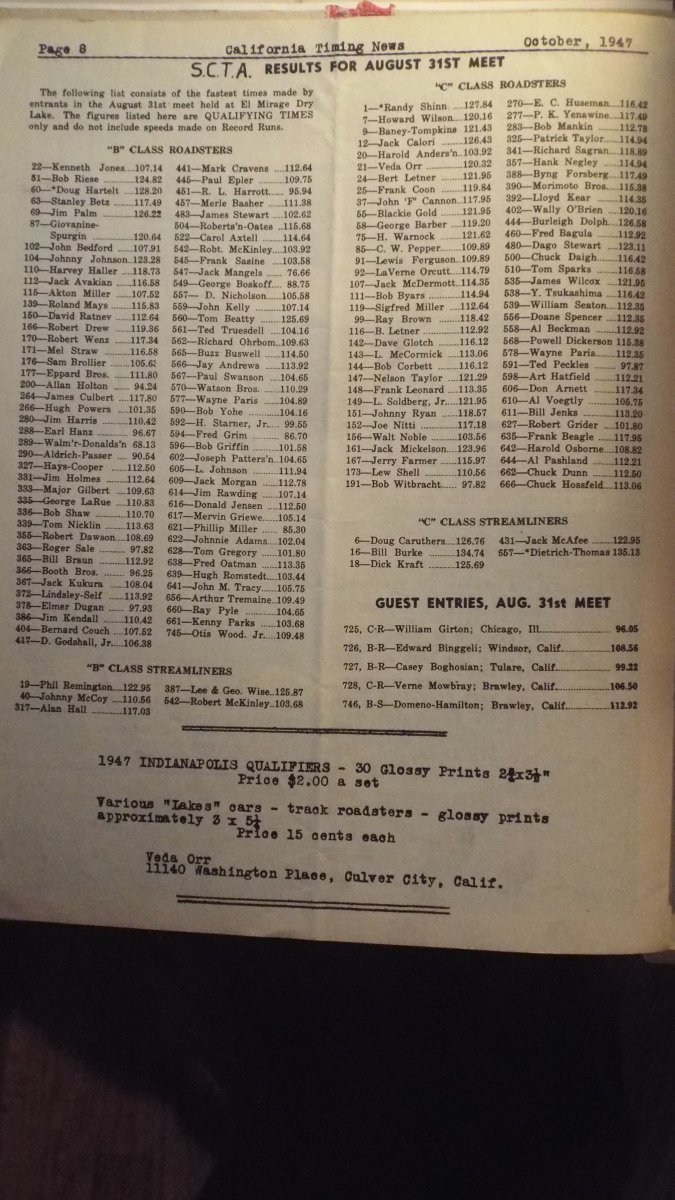 Page 8
California Timing News
October, 1947
S.C.T.A. RESULTS FOR AUGUST 31ST MEET
The following list consists of the fastest times made by
entrants in the August 31st meet held at El Mirage Dry
Lake. The figures listed here are QUALIFYING TIMES
only and do not include speeds made on Record Runs.
"B" CLASS ROADSTERS
22—Kenneth Jones....107.14
51—Bob Riese ..........124.82
60—*Doug Hartelt ....128.20
63—Stanley Betz ......117.49
69—Jim Palm ............126.22
87—Giovanine-
Spurgin ................120.64
102—John Bedford ....107.91
104—Johnny Johnson..123.28
110—Harvey Haller ....118.73
112—Jack Avakian ......116.58
115—Akton Miller ......107.52
139—Roland Mays ......115.83
150—David Ratnev ......112.64
166—Robert Drew ......119.36
170—Robert Wenz ......117.34
171—Mel Straw ..........116.58
176—Sam Brollier ......105.63
177—Eppard Bros. ......111.80
200—Allan Holton ...... 94.24
264—James Culbert ....117.80
266—Hugh Powers ....101.35
280—Jim Harris ..........110.42
288—Earl Hanz .......... 96.67
289—Walm'r-Donalds'n 68.13
290—Aldrich-Passer .... 90.54
327—Hays-Cooper ......112.50
331—Jim Holmes ........112.64
333—Major Gilbert ....109.63
335—George LaRue ....110.83
336—Bob Shaw ..........110.70
339—Tom Nicklin ......113.63
355—Robert Dawson..108.69
363—Roger Sale .......... 97.82
365—Bill Braun ..........112.92
366—Booth Bros. ........ 96.25
367—Jack Kukura ......108.04
372—Lindsley-Self ......113.92
378—Elmer Dugan ...... 97.93
386—Jim Kendall ......110.42
404—Bernard Couch ....107.52
417—D. Godshall, Jr.....106.38
441—Mark Cravens ....112.64
445—Paul Epler ..........109.75
451—R. L. Harrott...... 95.94
457—Merle Basher ......111.38
483—James Stewart ....102.62
504—Roberts'n-Oates ..115.68
522—Carol Axtell ........114.64
542—Robt. McKinley...103.92
545—Frank Sasine ......103.58
547—Jack Mangels ...... 76.66
549—George Boskoff.... 88.75
557— D. Nicholson......105.58
559—John Kelly ..........107.14
560—Tom Beatty ........125.69
561—Ted Truesdell ....104.16
562—Richard Ohrbom..109.63
565—Buzz Buswell ......114.50
566—Jay Andrews ......113.92
567—Paul Swanson ....104.65
570—Watson Bros. ......110.29
577—Wayne Paris ........104.89
590—Bob Yohe ............104.16
592—H. Starner, Jr..... 99.55
594—Fred Grim .......... 86.70
596—Bob Griffin ..........101.58
602—Joseph Patters'n..104.65
605—L. Johnson ..........111.94
609—Jack Morgan ......112.78
614—Jim Rawding ......107.14
616—Donald Jensen ....112.50
617—Mervin Griewe.....105.14
621—Phillip Miller ..... 85.30
622—Johnnie Adams....102.04
628—Tom Gregory ......101.80
638—Fred Oatman ......113.35
639—Hugh Romstedt....103.44
641—John M. Tracy.....105.75
656—Arthur Tremaine..109.49
660—Ray Pyle ............104.65
661—Kenny Parks ......103.68
745—Otis Wood. Jr.....109.48
"B" CLASS STREAMLINERS
19—Phil Remington....122.95
40—Johnny McCoy ....110.56
317—Alan Hall ............117.03
387—Lee & Geo. Wise..125.87
542—Robert McKinley..103.68
"C" CLASS ROADSTERS
1—*Randy Shinn ....127.84
7—Howard Wilson...120.16
9—Baney-Tompkins 121.43
12—Jack Calori ........126.43
20—Harold Anders'n..103.92
21—Veda Orr ............120.32
24—Bert Letner ........121.95
25—Frank Coon ........119.84
37—John 'F' Cannon..117.95
55—Blackie Gold ......121.95
58—George Barber ....119.20
75—H. Warnock ........121.62
85—C. W. Pepper......109.89
91—Lewis Ferguson..109.89
92—LaVerne Orcutt....114.79
107—Jack McDermott..114.35
111—Bob Byars ..........114.94
119—Sigfred Miller ....112.64
99—Ray Brown ........118.42
116—B. Letner ............112.92
142—Dave Glotch ......116.12
143—L. McCormick ....113.06
144—Bob Corbett ......116.12
147—Nelson Taylor ....121.29
148—Frank Leonard ..113.35
149—L. Soldberg, Jr....121.95
151—Johnny Ryan ......118.57
152—Joe Nitti ............117.18
156—Walt Noble ........103.56
161—Jack Mickelson....123.96
167—Jerry Farmer ......115.97
173—Lew Shell ..........110.56
191—Bob Witbracht..... 97.82
270—E. C. Huseman....116.42
277—P. K. Yenawine....117.49
283—Bob Mankin ......112.78
325—Patrick Taylor....114.94
341—Richard Sagran ..118.89
357—Hank Negley ......114.94
388—Byng Forsberg...117.49
390—Morimoto Bros....115.38
392—Lloyd Kear ........114.35
402—Wally O'Brien ....120.16
444—Burleigh Dolph...126.58
460—Fred Bagula ......112.92
480—Dago Stewart ....123.11
500—Chuck Daigh......116.42
510—Tom Sparks ......116.58
535—James Wilcox ....121.95
538—Y. Tsukashima ....116.42
539—William Seaton....112.35
556—Doane Spencer ....112.35
558—Al Beckman ......112.92
568—Powell Dickerson 115.38
578—Wayne Paris......112.35
591—Ted Peckles ...... 97.87
598—Art Hatfield ......112.21
606—Don Arnett ........117.34
610—Al Voegtly ........105.75
611—Bill Jenks ..........113.20
627—Robert Grider ....101.80
635—Frank Beagle ....117.95
642—Harold Osborne..108.82
644—Al Pashland ......112.21
662—Chuck Dunn ......112.50
666—Chuck Hossfeld...113.06
"C" CLASS STREAMLINERS
6—Doug Caruthers...126.76
16—Bill Burke ..........134.74
18—Dick Kraft ........125.69
431—Jack McAfee ......122.95
657—*Dietrich-Thomas 135.13
GUEST ENTRIES, AUG. 31st MEET
725, C-R—William Girton; Chicago, Ill......................... 96.05
726, B-R—Edward Binggeli; Windsor, Calif..................108.56
727, B-R—Casey Boghosian; Tulare, Calif.................... 99.22
728, C-R—Verne Mowbray; Brawley, Calif...................106.50
746, B-S—Domeno-Hamilton; Brawley, Calif................112.92
1947 INDIANAPOLIS QUALIFIERS - 30 Glossy Prints 2¾x3½"
Price $2.00 a set
Various "Lakes" cars - track roadsters - glossy prints
approximately 3 x 5½
Price 15 cents each
Veda Orr
11140 Washington Place, Culver City, Calif.